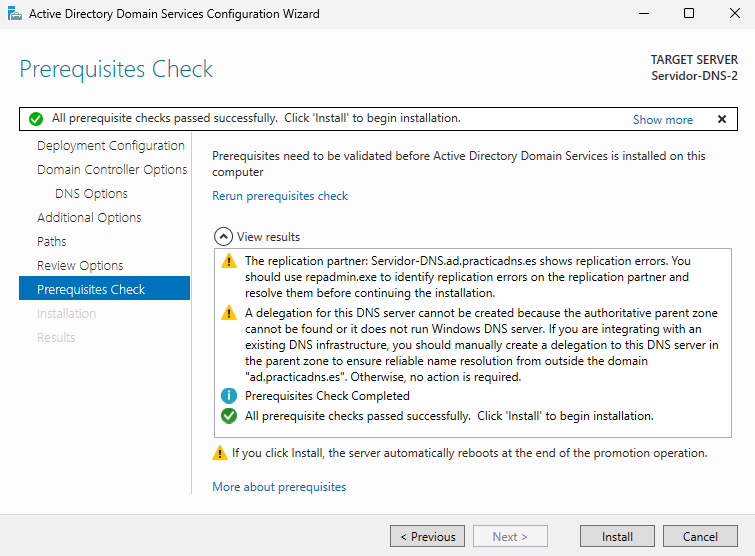 Active Directory Domain Services Configuration Wizard
Prerequisites Check
TARGET SERVER
Servidor-DNS-2
All prerequisite checks passed successfully.  Click 'Install' to begin installation.
Show more
Deployment Configuration
Domain Controller Options
DNS Options
Additional Options
Paths
Review Options
Prerequisites Check
Installation
Results
Prerequisites need to be validated before Active Directory Domain Services is installed on this
computer
Rerun prerequisites check
View results
The replication partner: Servidor-DNS.ad.practicadns.es shows replication errors. You
should use repadmin.exe to identify replication errors on the replication partner and
resolve them before continuing the installation.
A delegation for this DNS server cannot be created because the authoritative parent zone
cannot be found or it does not run Windows DNS server. If you are integrating with an
existing DNS infrastructure, you should manually create a delegation to this DNS server in
the parent zone to ensure reliable name resolution from outside the domain
"ad.practicadns.es". Otherwise, no action is required.
Prerequisites Check Completed
All prerequisite checks passed successfully.  Click 'Install' to begin installation.
If you click Install, the server automatically reboots at the end of the promotion operation.
More about prerequisites
< Previous
Next >
Install
Cancel